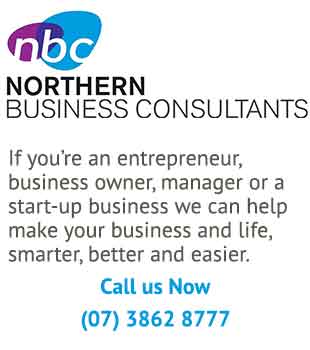 nbc
NORTHERN
BUSINESS CONSULTANTS
If you're an entrepreneur,
business owner, manager or a
start-up business we can help
make your business and life,
smarter, better and easier.
Call us Now
(07) 3862 8777